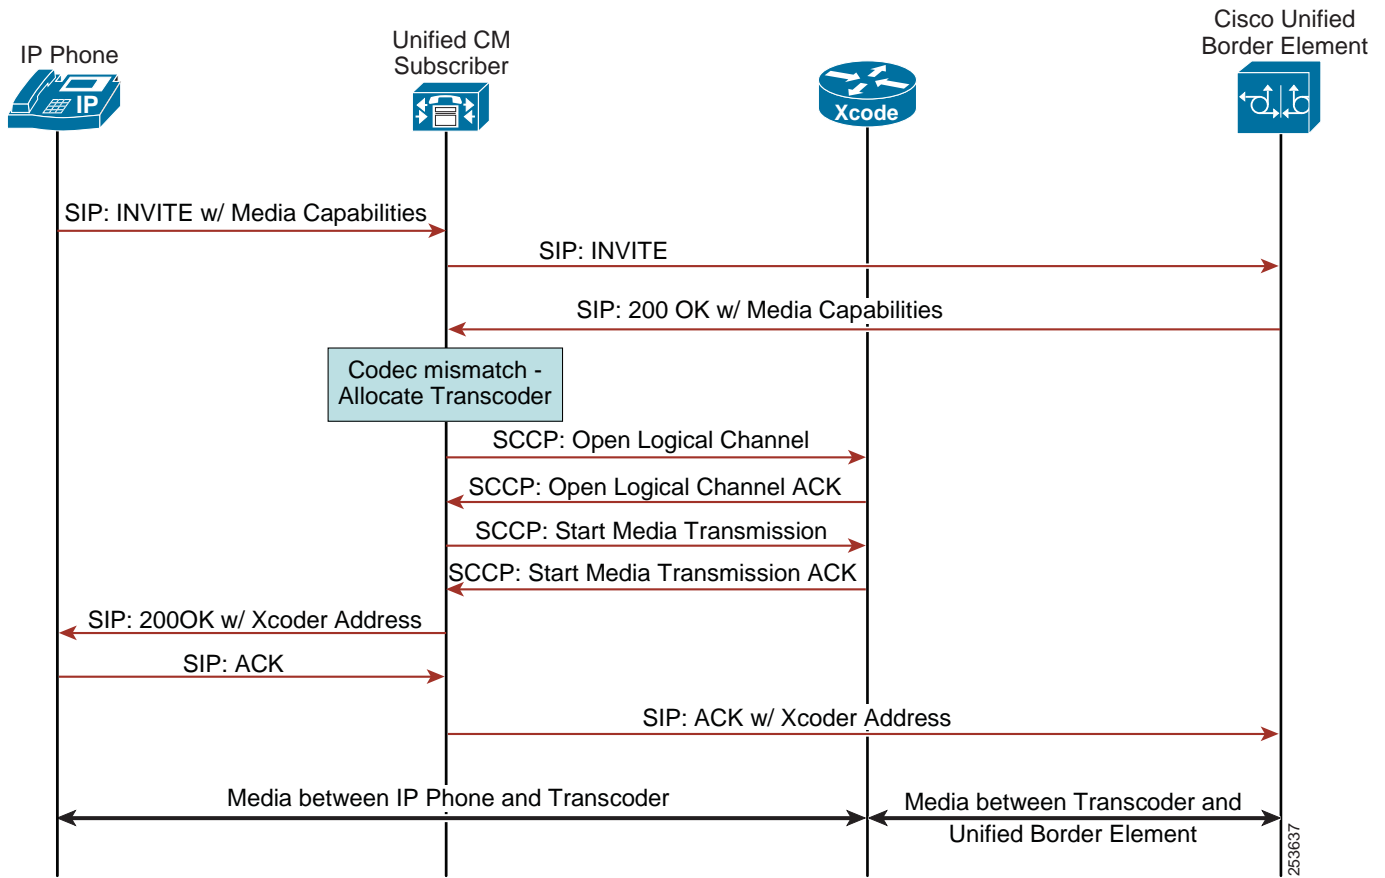 Cisco Unified
Border Element
Unified CM
Subscriber
IP Phone
IP
Xcode
SIP: INVITE w/ Media Capabilities
SIP: INVITE
SIP: 200 OK w/ Media Capabilities
Codec mismatch -
Allocate Transcoder
SCCP: Open Logical Channel
SCCP: Open Logical Channel ACK
SCCP: Start Media Transmission
SCCP: Start Media Transmission ACK
SIP: 200OK w/ Xcoder Address
SIP: ACK
SIP: ACK w/ Xcoder Address
Media between IP Phone and Transcoder
Media between Transcoder and
Unified Border Element
253637